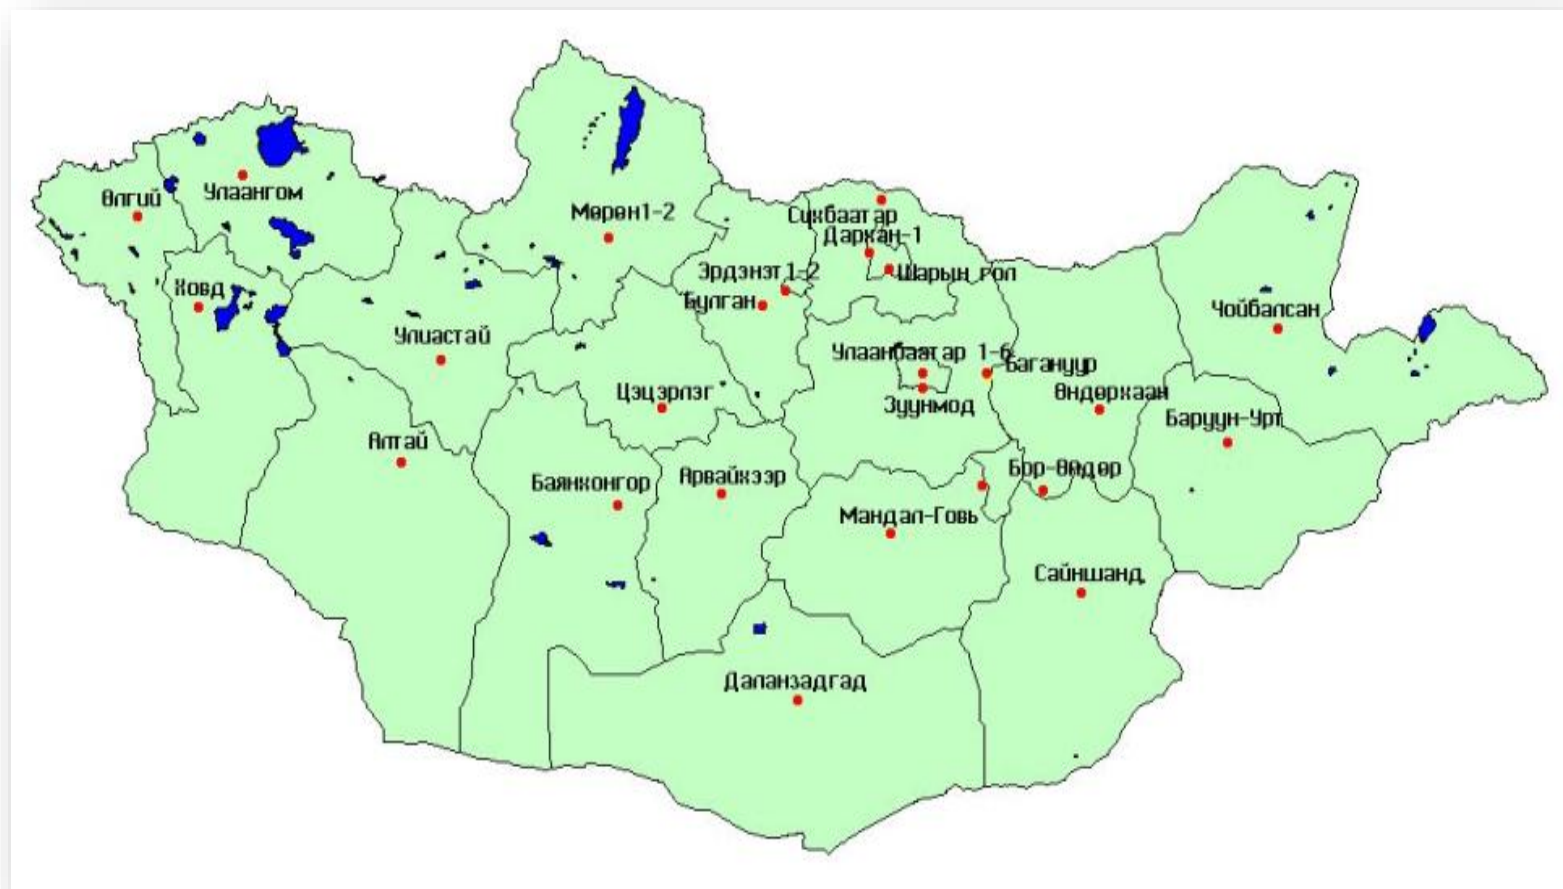 Өлгий
Улаангом
Мөрөн1-2
Сүхбаатар
Дархан-1
Шарын гол
Эрдэнэт1-2
Булган
Ховд
Улиастай
Чойбалсан
Улаанбаатар 1-6
Багануур
Зуунмод
Өндөрхаан
Цэцэрлэг
Баруун-Урт
Алтай
Баянхонгор
Арвайхээр
Бор-Өндөр
Мандал-Говь
Сайншанд
Даланзадгад